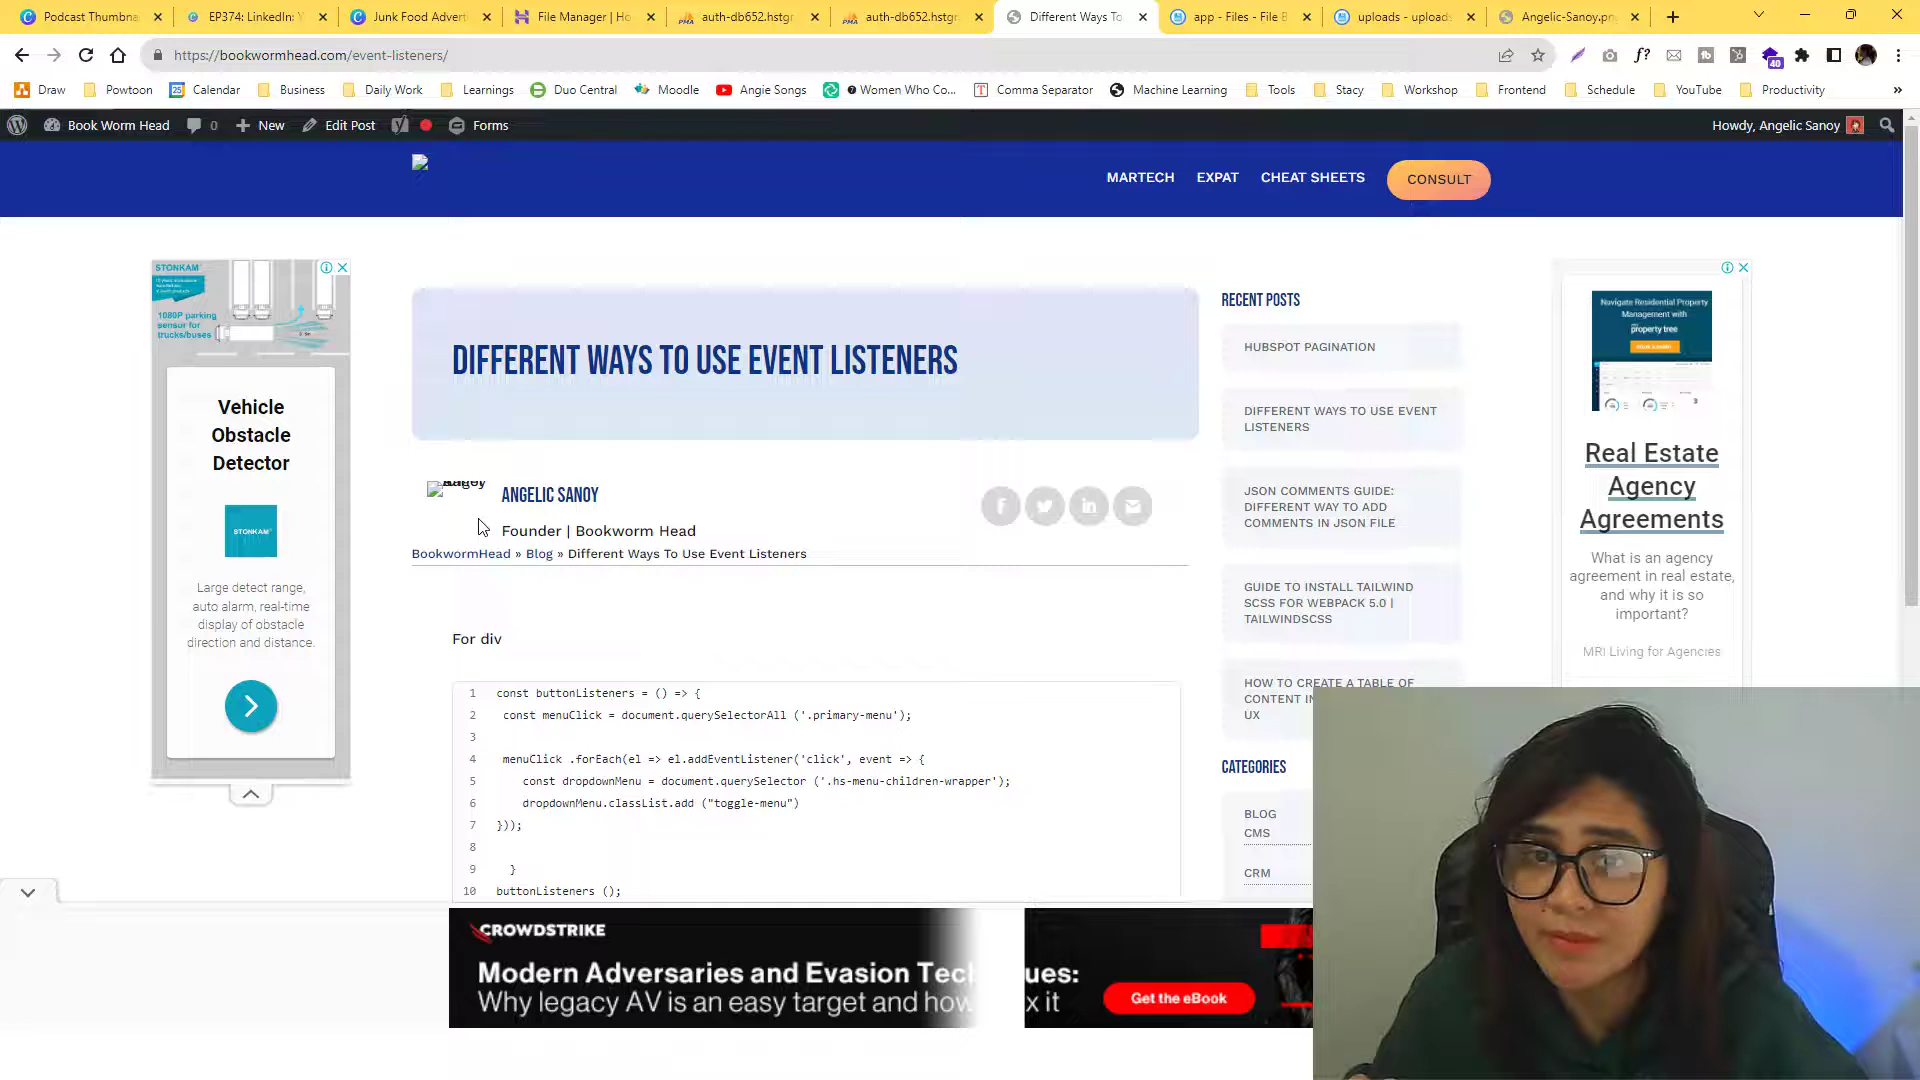 Podcast Thumbna
EP374: LinkedIn: Y
Junk Food Advert
File Manager | Ho
auth-db652.hstgr
auth-db652.hstgr
Different Ways To
app - Files - File B
uploads - upload
Angelic-Sanoy.pn
https://bookwormhead.com/event-listeners/
40
Draw
Powtoon
Calendar
Business
Daily Work
Learnings
Duo Central
Moodle
Angie Songs
Women Who Co...
Comma Separator
Machine Learning
Tools
Stacy
Workshop
Frontend
Schedule
YouTube
Productivity
Book Worm Head
0
New
Edit Post
Forms
Howdy, Angelic Sanoy
MARTECH
EXPAT
CHEAT SHEETS
CONSULT
STONKAM
1080P parking
sensor for
trucks/buses
Vehicle
Obstacle
Detector
STONKAM
Large detect range,
auto alarm, real-time
display of obstacle
direction and distance.
DIFFERENT WAYS TO USE EVENT LISTENERS
ANGELIC SANOY
Founder | Bookworm Head
BookwormHead » Blog » Different Ways To Use Event Listeners
For div
1 const buttonListeners = () => {
2 const menuClick = document.querySelectorAll ('.primary-menu');
3
4 menuClick .forEach(el => el.addEventListener('click', event => {
5 const dropdownMenu = document.querySelector ('.hs-menu-children-wrapper');
6 dropdownMenu.classList.add ("toggle-menu")
7 }));
8
9 }
10 buttonListeners ();
RECENT POSTS
HUBSPOT PAGINATION
DIFFERENT WAYS TO USE EVENT
LISTENERS
JSON COMMENTS GUIDE:
DIFFERENT WAY TO ADD
COMMENTS IN JSON FILE
GUIDE TO INSTALL TAILWIND
SCSS FOR WEBPACK 5.0 |
TAILWINDSCSS
HOW TO CREATE A TABLE OF
CONTENT IN
UX
CATEGORIES
BLOG
CMS
CRM
Navigate Residential Property
Management with
property tree
Real Estate
Agency
Agreements
What is an agency
agreement in real estate,
and why it is so
important?
MRI Living for Agencies
CROWDSTRIKE
Modern Adversaries and Evasion Tech
ques:
Why legacy AV is an easy target and how
x it
Get the eBook